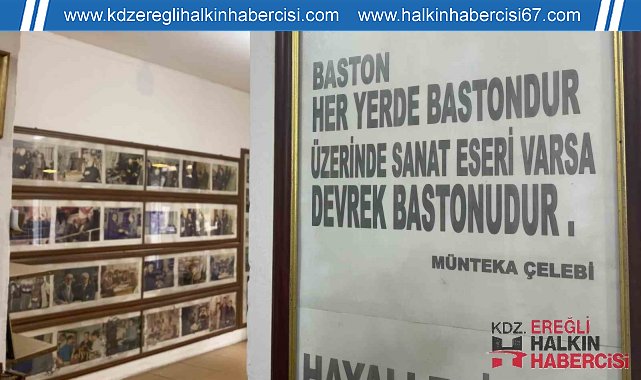 www.kdzereglihalkinhabercisi.com www.halkinhabercisi67.com
BASTON
HER YERDE BASTONDUR
ÜZERİNDE SANAT ESERİ VARSA
DEVREK BASTONUDUR .
MÜNTEKA ÇELEBİ
KDZ. EREĞLİ
HALKIN
HABERCİSİ